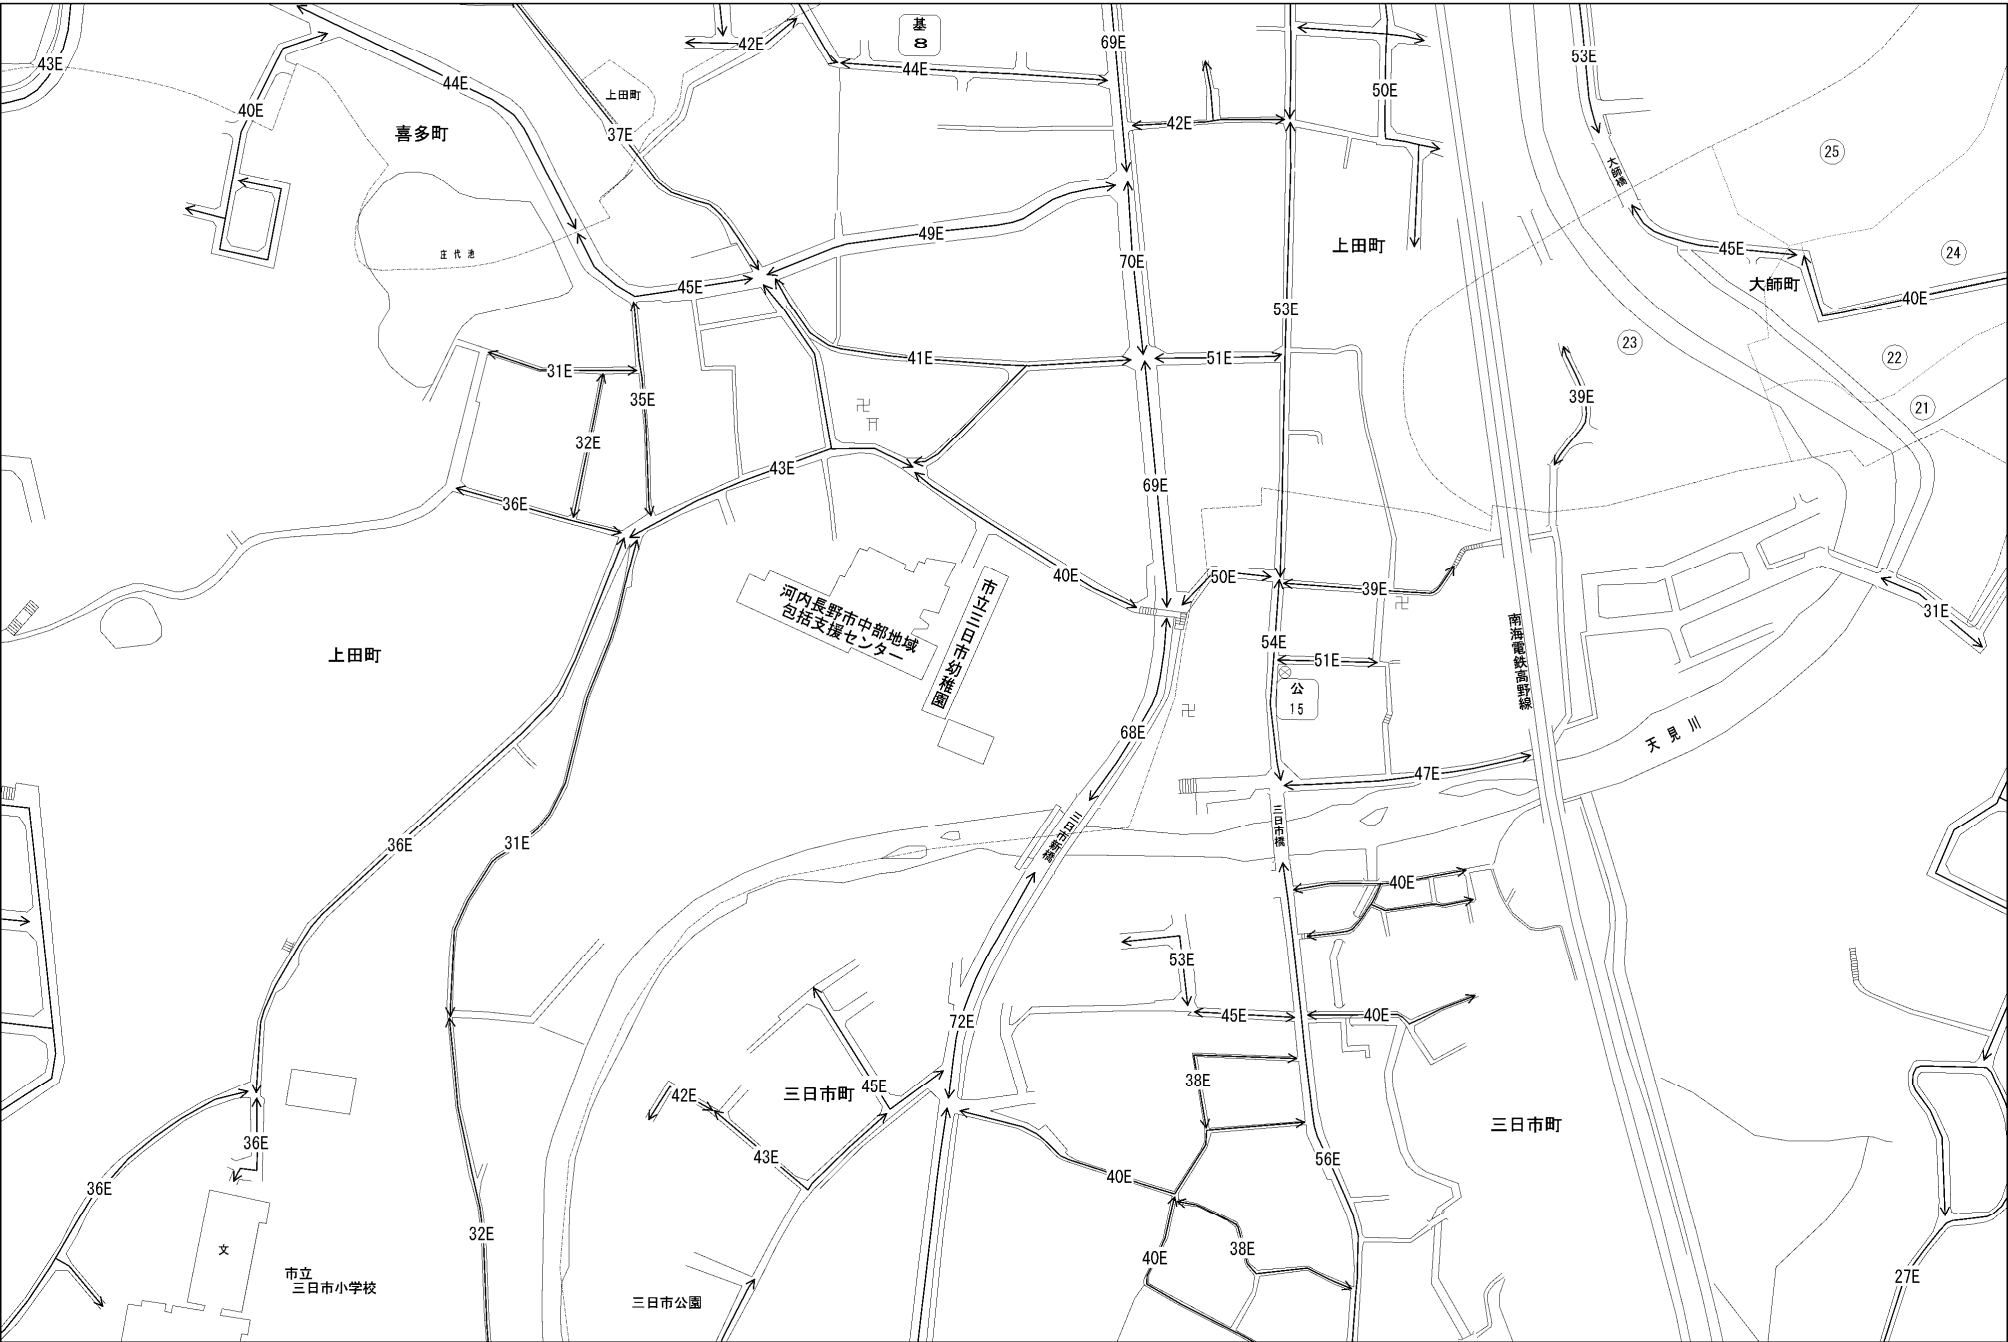 43E
44E
40E
喜多町
42E
37E
上田町
基
8
44E
69E
42E
50E
53E
大師橋
25
庄代池
45E
49E
70E
上田町
53E
45E
大師町
24
40E
23
22
21
31E
35E
32E
41E
51E
39E
43E
69E
36E
40E
50E
39E
31E
河内長野市中部地域
包括支援センター
市立三日市幼稚園
上田町
54E
51E
公
15
南海電鉄高野線
天見川
68E
47E
三日市新橋
三日市橋
36E
31E
40E
53E
72E
45E
40E
45E
42E
三日市町
38E
三日市町
36E
43E
40E
56E
36E
32E
40E
38E
文
市立
三日市小学校
三日市公園
27E